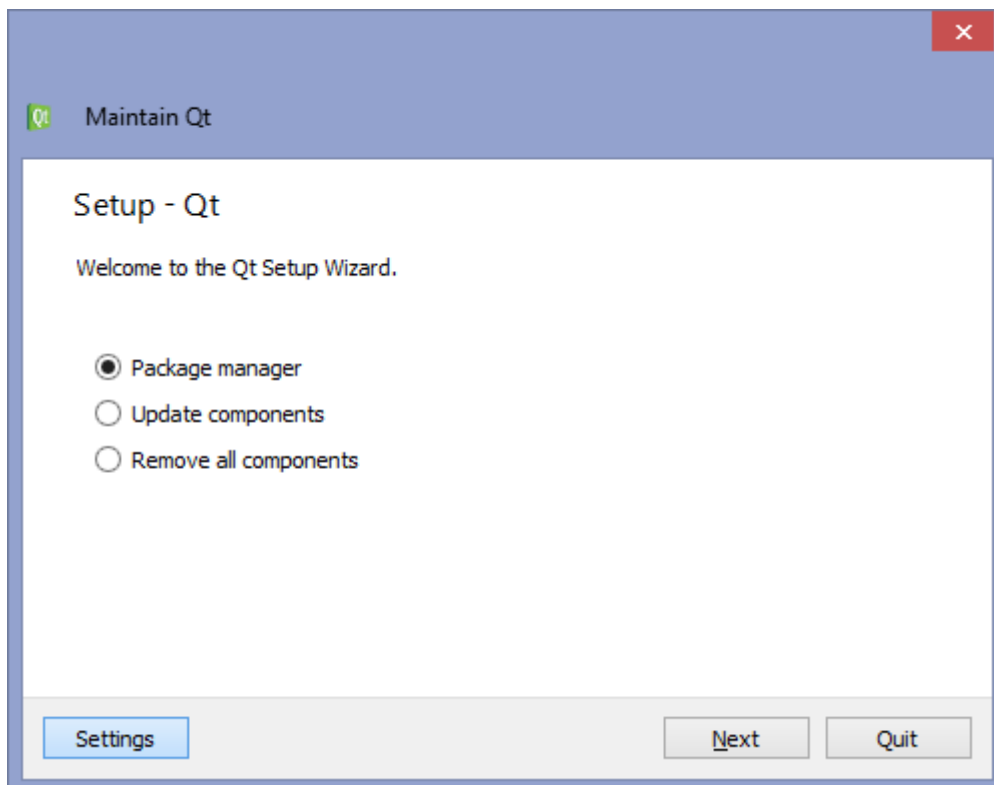 Qt
Maintain Qt
Setup - Qt
Welcome to the Qt Setup Wizard.
Package manager
Update components
Remove all components
Settings
Next
Quit